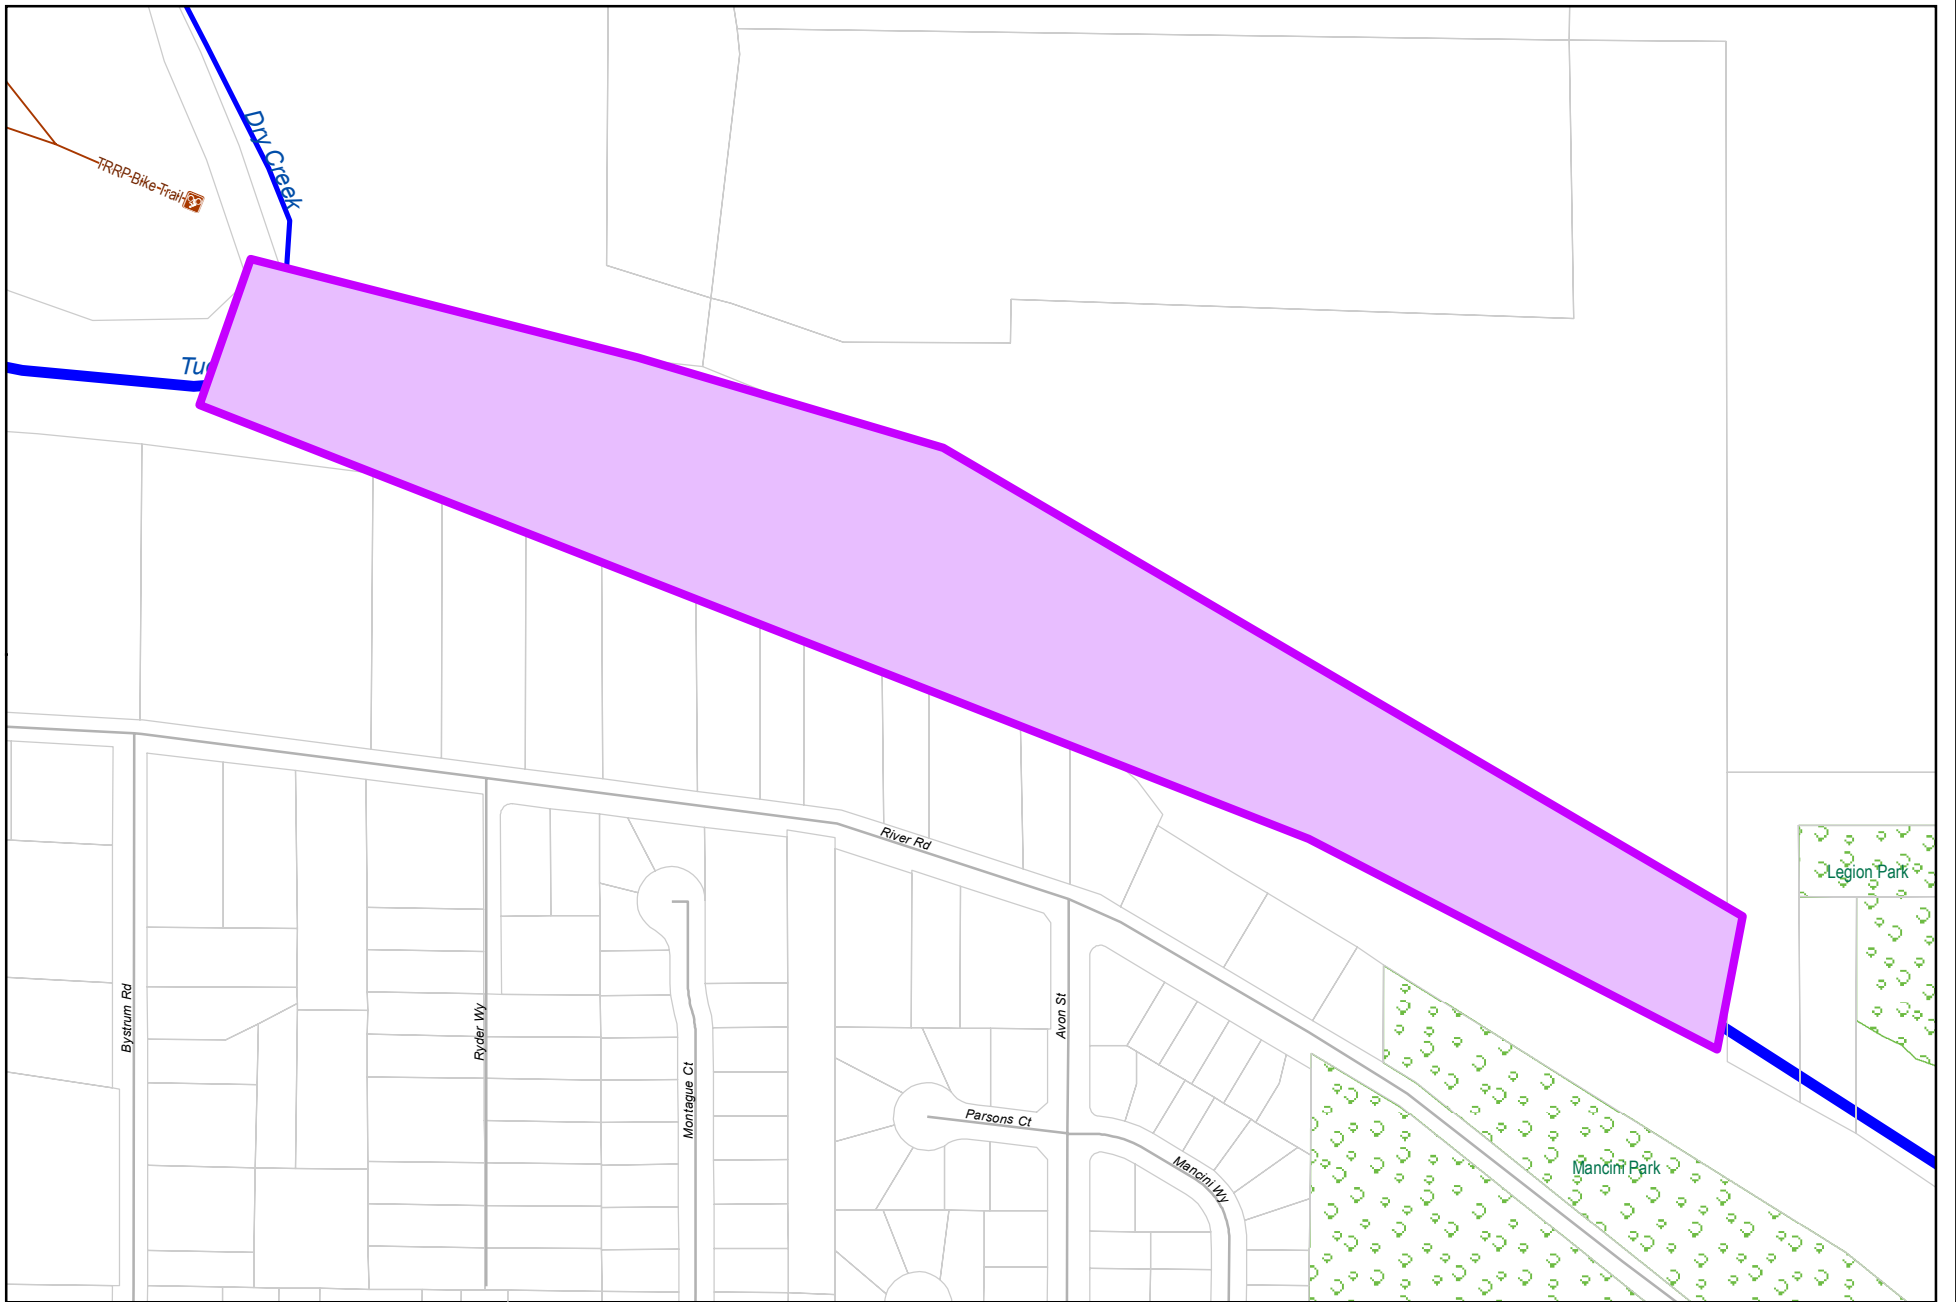 Dry Creek
TRRP-Bike-Trail
Tu
River Rd
Legion Park
Bystrum Rd
Ryder Wy
Avon St
Montague Ct
Parsons Ct
Mancini Wy
Mancini Park